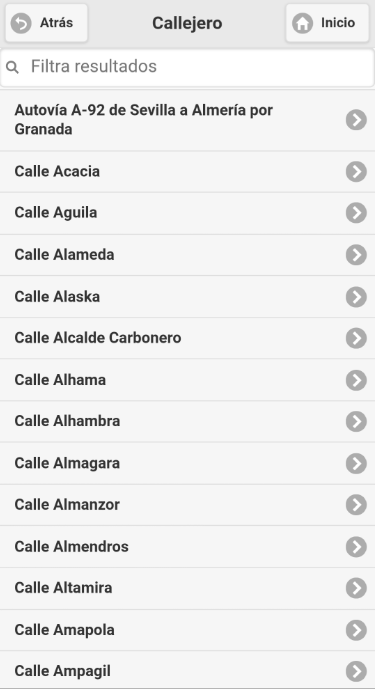 Atrás
Callejero
Inicio
Filtra resultados
Autovía A-92 de Sevilla a Almería por
Granada
Calle Acacia
Calle Aguila
Calle Alameda
Calle Alaska
Calle Alcalde Carbonero
Calle Alhama
Calle Alhambra
Calle Almagara
Calle Almanzor
Calle Almendros
Calle Altamira
Calle Amapola
Calle Ampagil